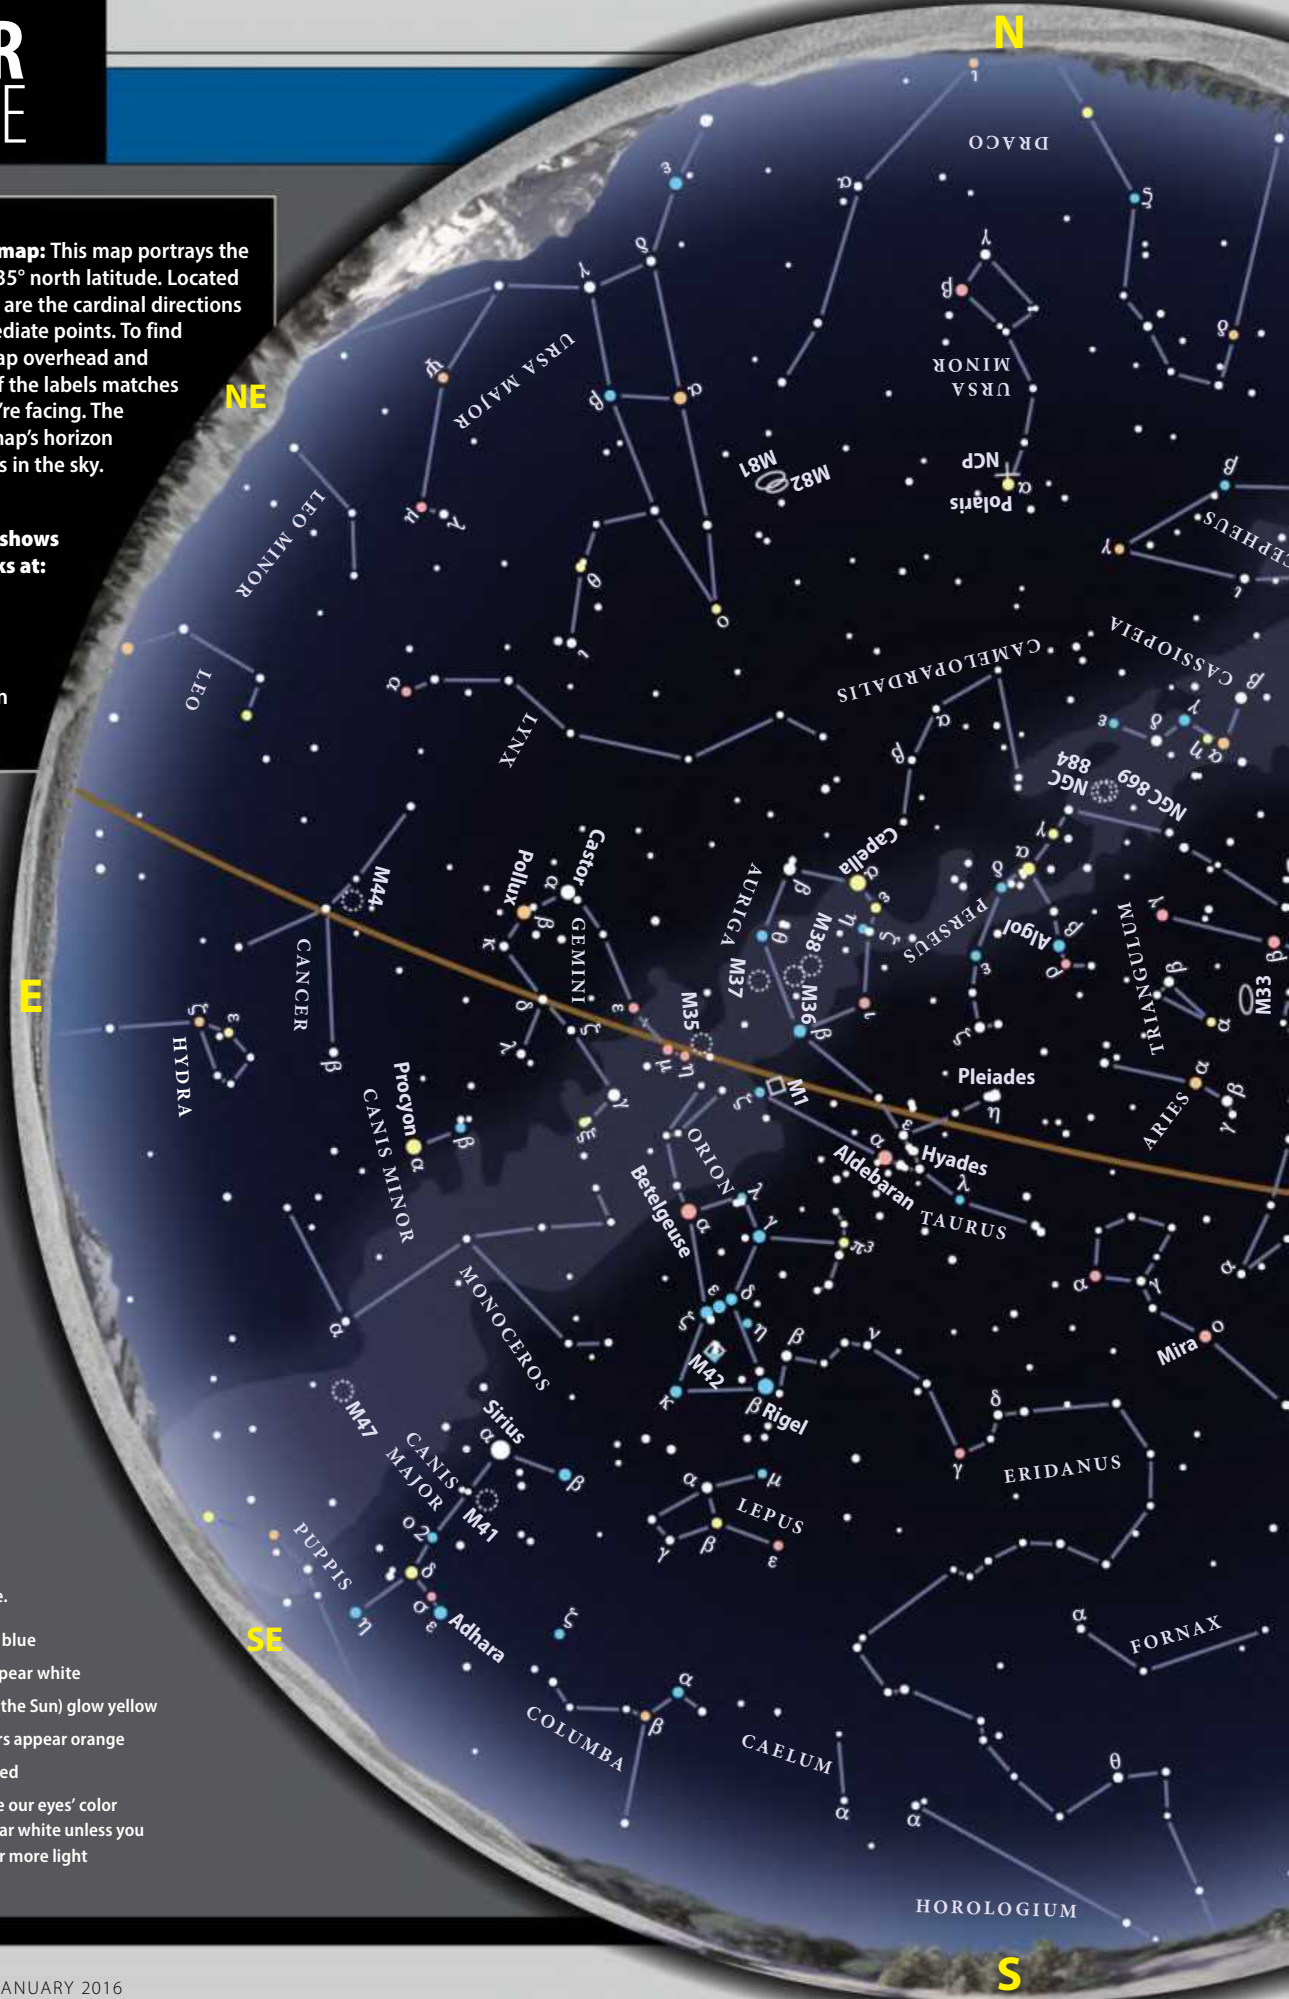 R
E
map: This map portrays the
35° north latitude. Located
are the cardinal directions
ediate points. To find
ap overhead and
f the labels matches
're facing. The
map's horizon
s in the sky.
shows
ks at:
n
N
NE
E
SE
S
DRACO
ι
ζ
δ
α
ε
δ
γ
β
α
URSA MAJOR
ψ
μ
λ
θ
ι
ο
γ
β
URSA
MINOR
NCP
α
Polaris
M81
M82
β
γ
ι
CEPHEUS
LEO MINOR
LEO
α
LYNX
CAMELOPARDALIS
α
β
CASSIOPEIA
β
γ
δ
ε
η
α
NGC
884
NGC 869
M44
CANCER
β
Pollux
Castor
α
β
κ
GEMINI
δ
ε
ζ
λ
μ
η
γ
ξ
M35
AURIGA
Capella
α
β
ε
η
ζ
θ
ι
β
M38
M37
M36
PERSEUS
γ
α
δ
Algol
β
ρ
ε
ζ
TRIANGULUM
γ
β
β
α
M33
HYDRA
ζ
ε
Procyon
α
β
CANIS MINOR
M1
ζ
Pleiades
η
ε
α
Aldebaran
Hyades
λ
TAURUS
ARIES
α
β
γ
ORION
Betelgeuse
α
λ
γ
π3
δ
ε
ζ
η
M42
κ
β
Rigel
MONOCEROS
α
α
γ
α
Mira
ο
β
ν
δ
γ
ERIDANUS
M47
Sirius
α
β
CANIS
MAJOR
M41
ο2
δ
σ
ε
η
Adhara
PUPPIS
α
μ
LEPUS
γ
β
ε
ζ
α
β
COLUMBA
CAELUM
α
α
FORNAX
θ
α
HOROLOGIUM
e.
blue
pear white
the Sun) glow yellow
rs appear orange
ed
e our eyes' color
ar white unless you
r more light
ANUARY 2016